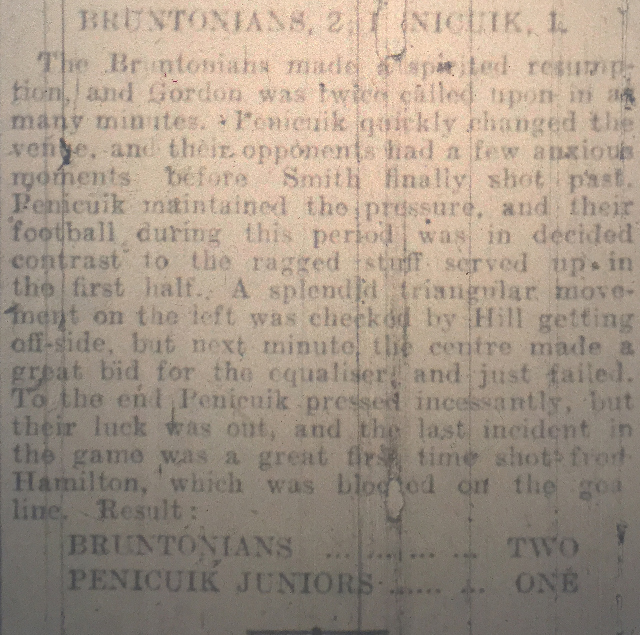 BRUNTONIANS, 2; PENICUIK, 1.
The Bruntonians made a spirited resump-
tion, and Gordon was twice called upon in as
many minutes. Penicuik quickly changed the
venue, and their opponents had a few anxious
moments before Smith finally shot past.
Penicuik maintained the pressure, and their
football during this period was in decided
contrast to the ragged stuff served up in
the first half. A splendid triangular move-
ment on the left was checked by Hill getting
off-side, but next minute the centre made a
great bid for the equaliser and just failed.
To the end Penicuik pressed incessantly, but
their luck was out, and the last incident in
the game was a great first time shot from
Hamilton, which was blocked on the goal
line. Result:
BRUNTONIANS ... ... ... ... TWO
PENICUIK JUNIORS ... ... ... ONE